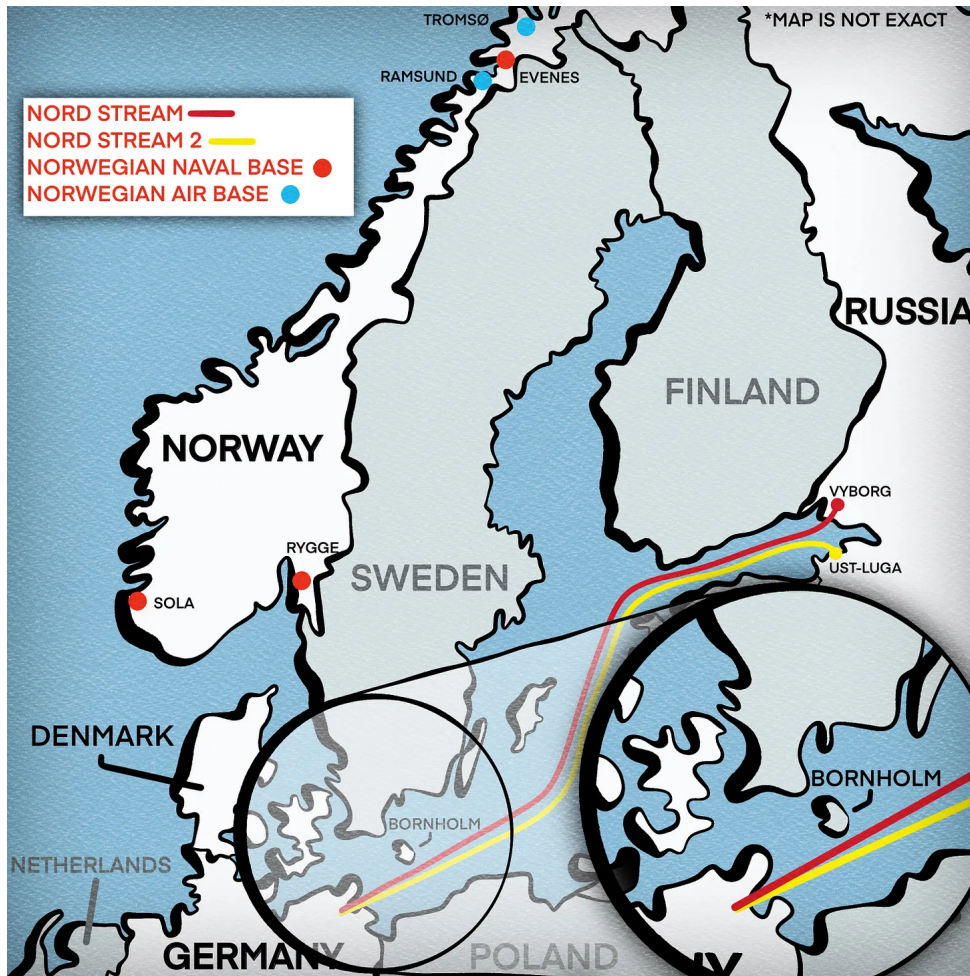 TROMSØ
*MAP IS NOT EXACT
RAMSUND
EVENES
NORD STREAM
NORD STREAM 2
NORWEGIAN NAVAL BASE
NORWEGIAN AIR BASE
RUSSIA
FINLAND
NORWAY
VYBORG
RYGGE
UST-LUGA
SWEDEN
SOLA
DENMARK
BORNHOLM
BORNHOLM
NETHERLANDS
GERMANY
POLAND
NY